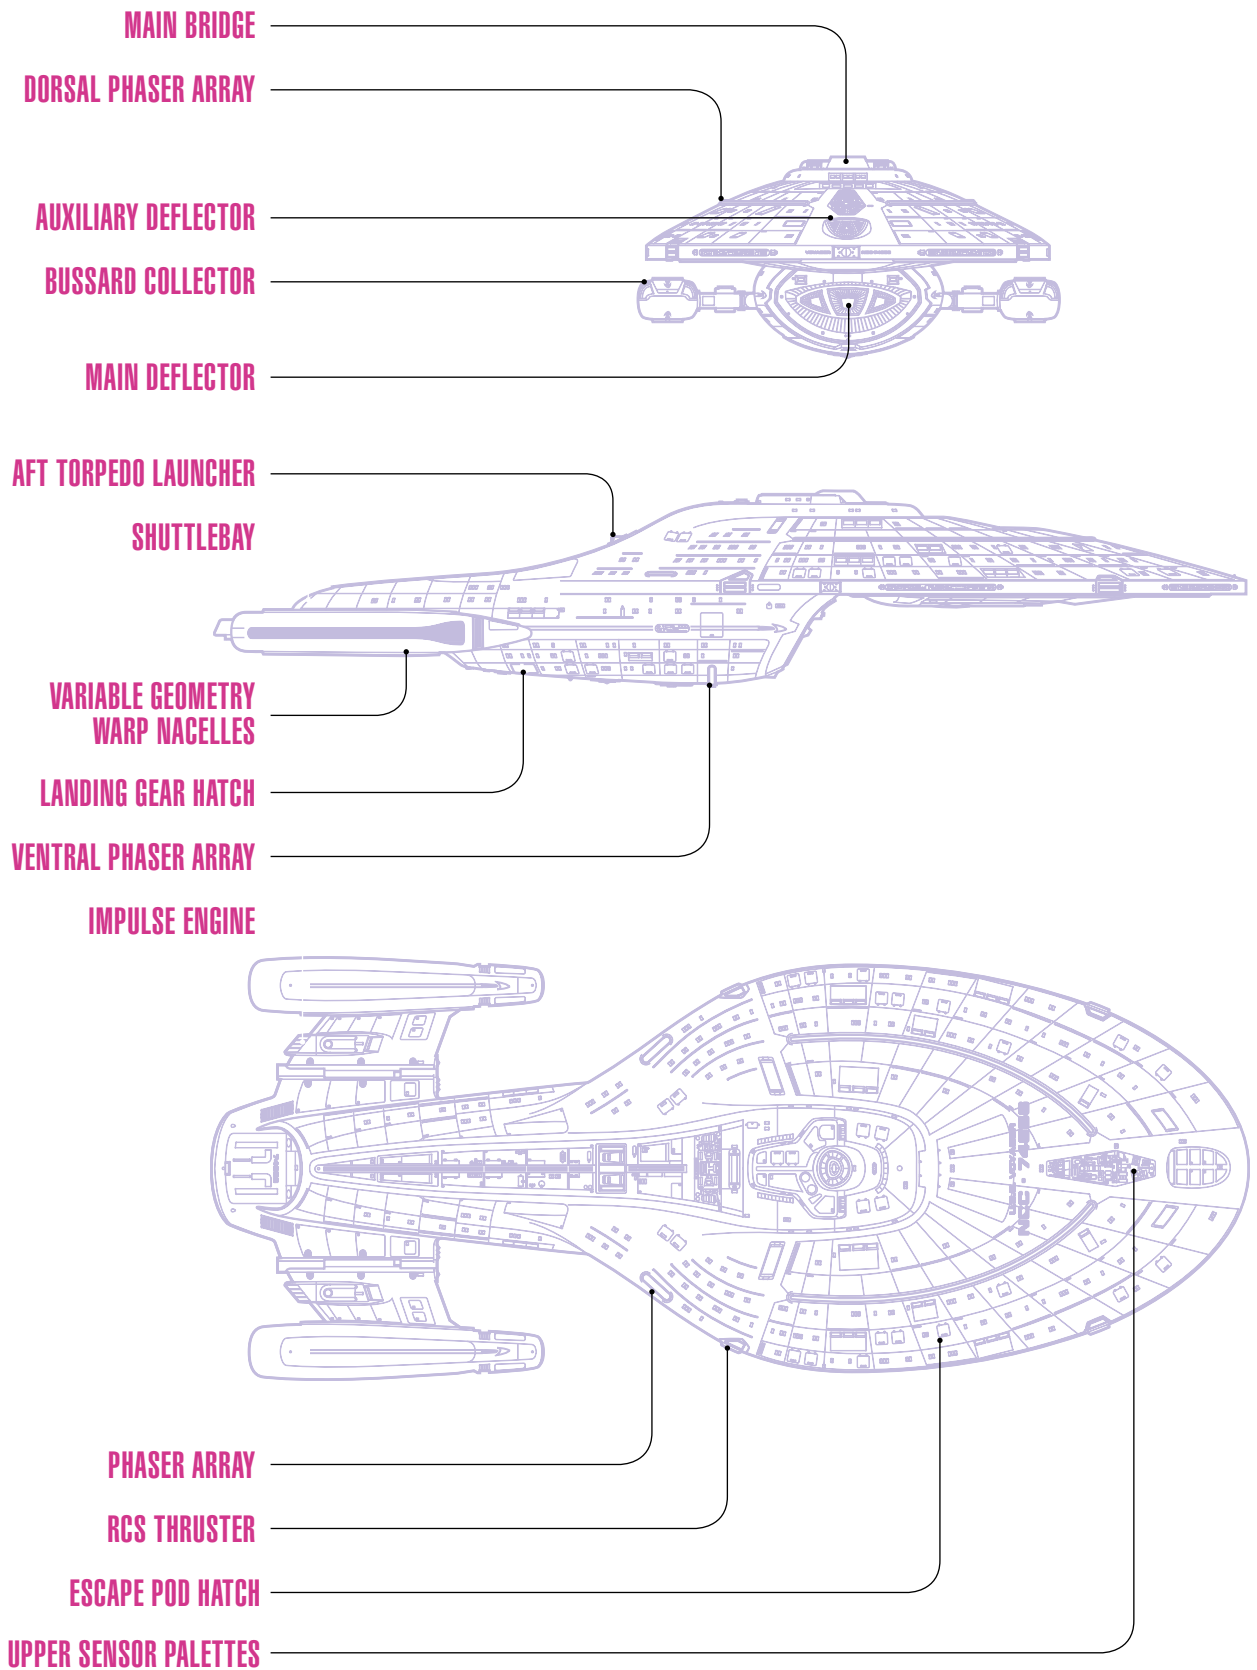 MAIN BRIDGE
DORSAL PHASER ARRAY
AUXILIARY DEFLECTOR
BUSSARD COLLECTOR
MAIN DEFLECTOR
AFT TORPEDO LAUNCHER
SHUTTLEBAY
VARIABLE GEOMETRY
WARP NACELLES
LANDING GEAR HATCH
VENTRAL PHASER ARRAY
IMPULSE ENGINE
PHASER ARRAY
RCS THRUSTER
ESCAPE POD HATCH
UPPER SENSOR PALETTES